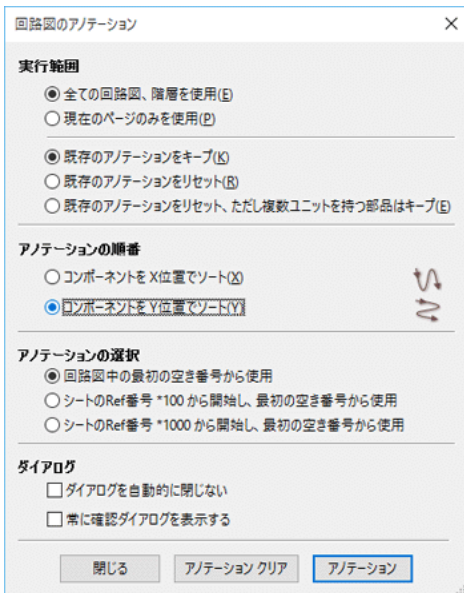 回路図のアノテーション
実行範囲
全ての回路図、階層を使用(E)
現在のページのみを使用(P)
既存のアノテーションをキープ(K)
既存のアノテーションをリセット(R)
既存のアノテーションをリセット、ただし複数ユニットを持つ部品はキープ(E)
アノテーションの順番
コンポーネントを X位置でソート(X)
コンポーネントを Y位置でソート(Y)
アノテーションの選択
回路図中の最初の空き番号から使用
シートのRef番号 *100 から開始し、最初の空き番号から使用
シートのRef番号 *1000 から開始し、最初の空き番号から使用
ダイアログ
ダイアログを自動的に閉じない
常に確認ダイアログを表示する
閉じる アノテーション クリア アノテーション